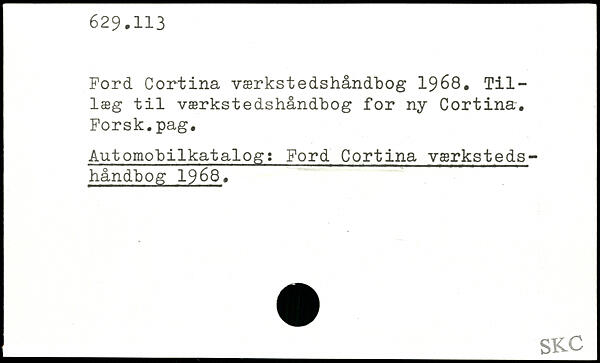 629.113
Ford Cortina værkstedshåndbog 1968. Til-
læg til værkstedshåndbog for ny Cortina.
Forsk.pag.
Automobilkatalog: Ford Cortina værksteds-
håndbog 1968.
SKC